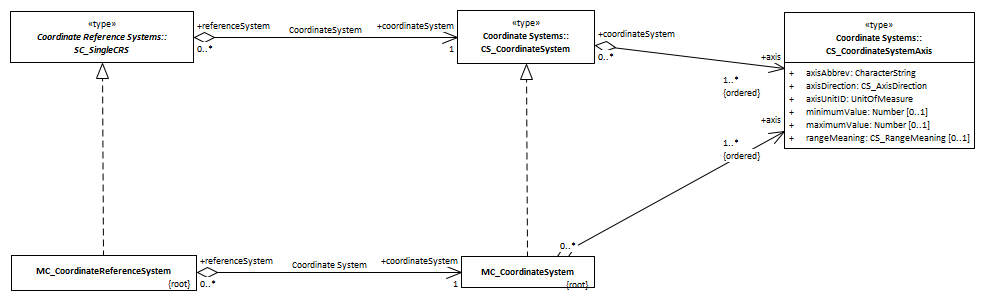 «type»
Coordinate Reference Systems::
SC_SingleCRS
+referenceSystem
0..*
CoordinateSystem
+coordinateSystem
1
«type»
Coordinate Systems::
CS_CoordinateSystem
+coordinateSystem
0..*
+axis
1..*
{ordered}
«type»
Coordinate Systems::
CS_CoordinateSystemAxis
+ axisAbbrev: CharacterString
+ axisDirection: CS_AxisDirection
+ axisUnitID: UnitOfMeasure
+ minimumValue: Number [0..1]
+ maximumValue: Number [0..1]
+ rangeMeaning: CS_RangeMeaning [0..1]
+axis
1..*
{ordered}
0..*
MC_CoordinateReferenceSystem
{root}
+referenceSystem
0..*
Coordinate System
+coordinateSystem
1
MC_CoordinateSystem
{root}